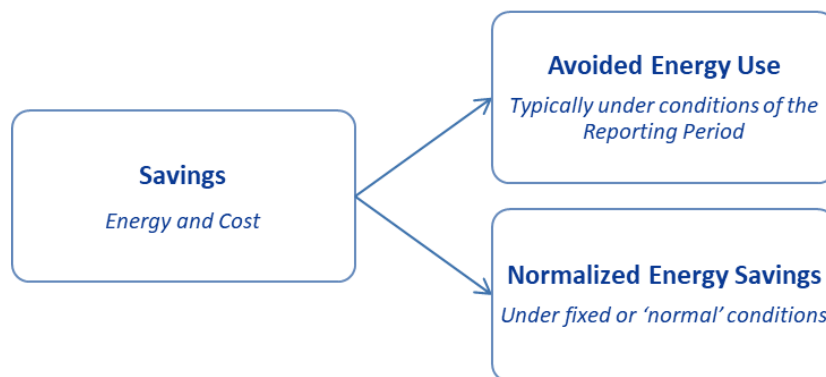 Savings
Energy and Cost
Avoided Energy Use
Typically under conditions of the
Reporting Period
Normalized Energy Savings
Under fixed or ‘normal’ conditions